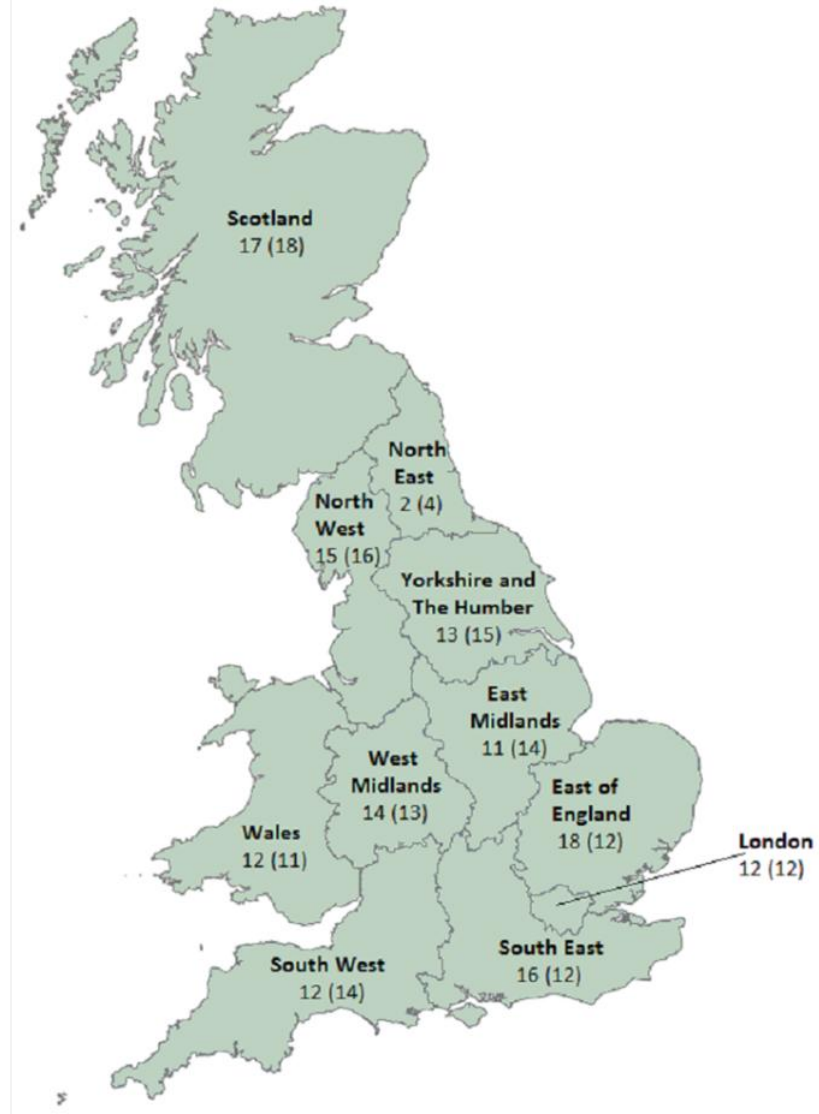 Scotland
17 (18)
North
East
2 (4)
North
West
15 (16)
Yorkshire and
The Humber
13 (15)
East
Midlands
11 (14)
West
Midlands
14 (13)
East of
England
18 (12)
Wales
12 (11)
London
12 (12)
South East
16 (12)
South West
12 (14)